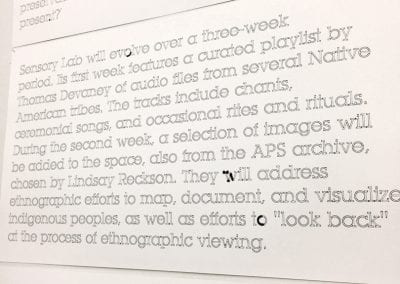 present?
Sensory Lab will evolve over a three-week
period. Its first week features a curated playlist by
Thomas Devaney of audio files from several Native
American tribes. The tracks include chants,
ceremonial songs, and occasional rites and rituals.
During the second week, a selection of images will
be added to the space, also from the APS archive,
chosen by Lindsay Reckson. They will address
ethnographic efforts to map, document, and visualize
indigenous peoples, as well as efforts to "look back"
at the process of ethnographic viewing.